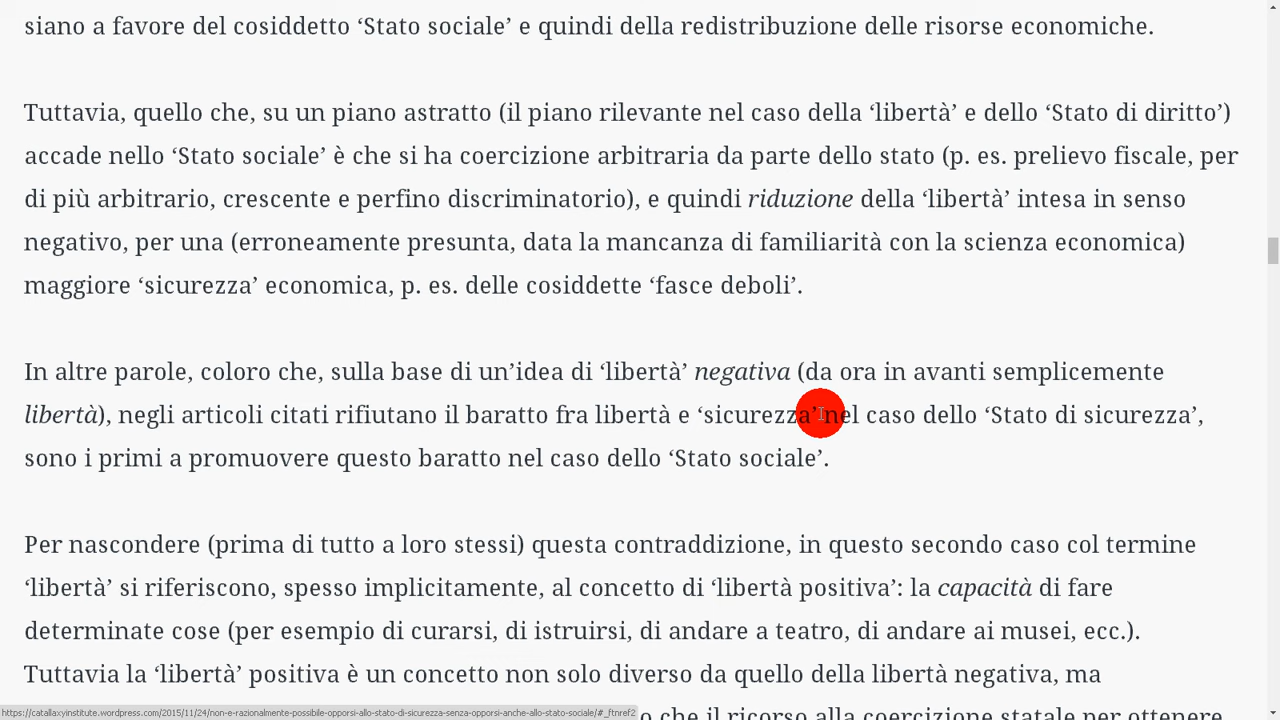 siano a favore del cosiddetto ‘Stato sociale’ e quindi della redistribuzione delle risorse economiche.
Tuttavia, quello che, su un piano astratto (il piano rilevante nel caso della ‘libertà’ e dello ‘Stato di diritto’)
accade nello ‘Stato sociale’ è che si ha coercizione arbitraria da parte dello stato (p. es. prelievo fiscale, per
di più arbitrario, crescente e perfino discriminatorio), e quindi riduzione della ‘libertà’ intesa in senso
negativo, per una (erroneamente presunta, data la mancanza di familiarità con la scienza economica)
maggiore ‘sicurezza’ economica, p. es. delle cosiddette ‘fasce deboli’.
In altre parole, coloro che, sulla base di un’idea di ‘libertà’ negativa (da ora in avanti semplicemente
libertà), negli articoli citati rifiutano il baratto fra libertà e ‘sicurezza’ nel caso dello ‘Stato di sicurezza’,
sono i primi a promuovere questo baratto nel caso dello ‘Stato sociale’.
Per nascondere (prima di tutto a loro stessi) questa contraddizione, in questo secondo caso col termine
‘libertà’ si riferiscono, spesso implicitamente, al concetto di ‘libertà positiva’: la capacità di fare
determinate cose (per esempio di curarsi, di istruirsi, di andare a teatro, di andare ai musei, ecc.).
Tuttavia la ‘libertà’ positiva è un concetto non solo diverso da quello della libertà negativa, ma
o che il ricorso alla coercizione statale per ottenere
https://catallaxyinstitute.wordpress.com/2015/11/24/non-e-razionalmente-possibile-opporsi-allo-stato-di-sicurezza-senza-opporsi-anche-allo-stato-sociale/#_ftnref2